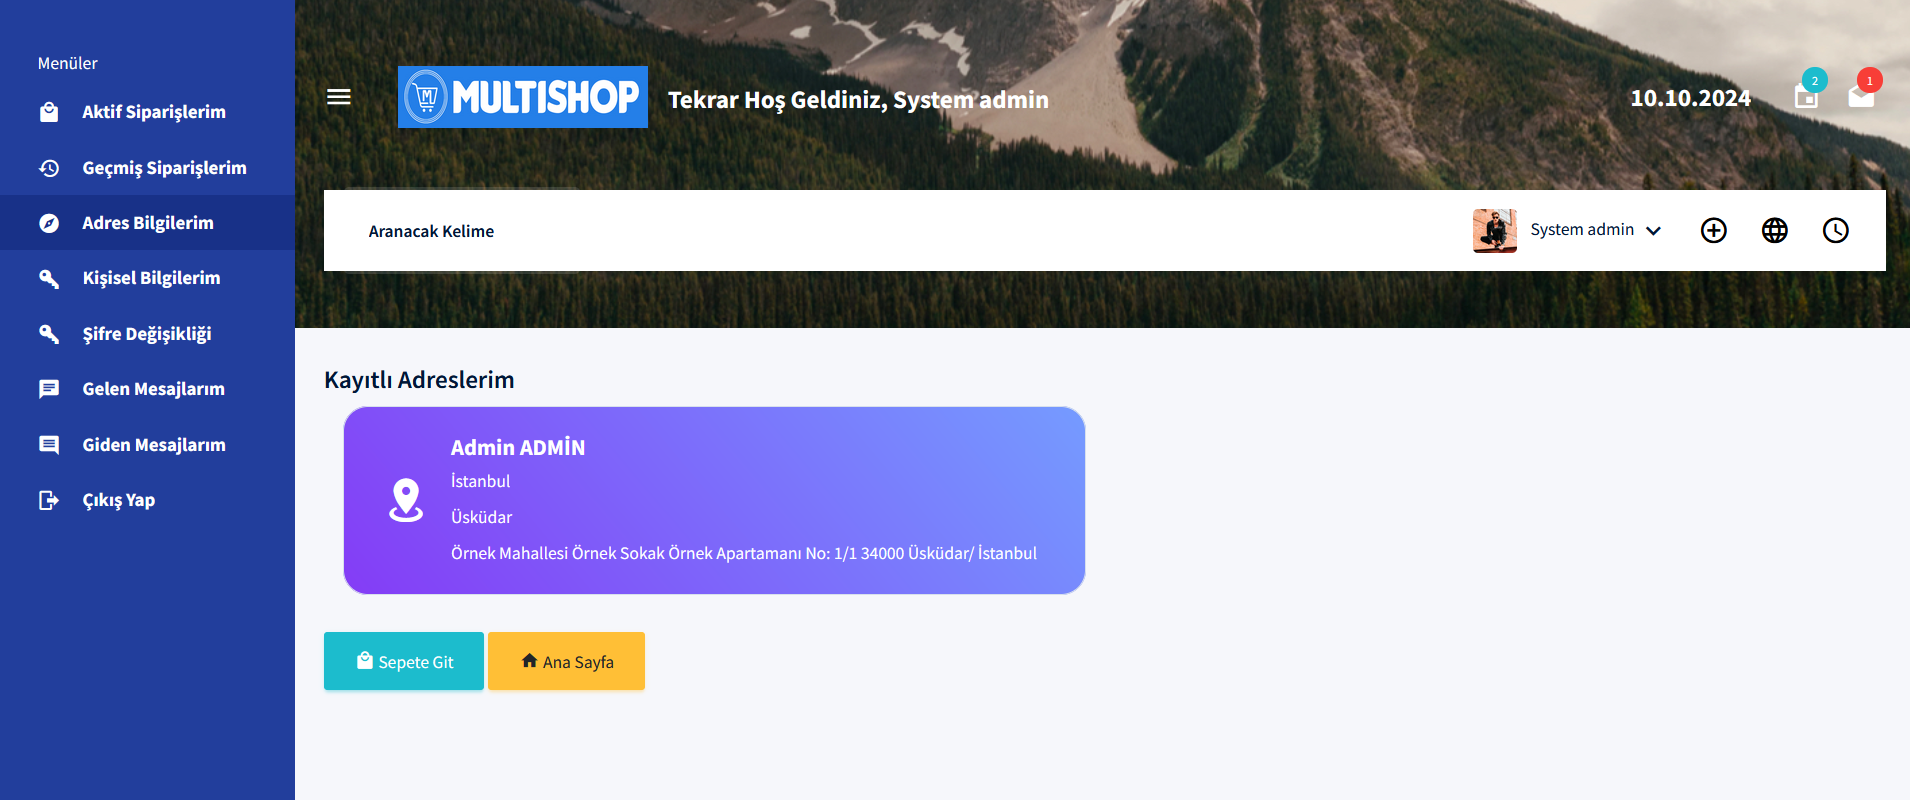 Menüler
Aktif Siparişlerim
Geçmiş Siparişlerim
Adres Bilgilerim
Kişisel Bilgilerim
Şifre Değişikliği
Gelen Mesajlarım
Giden Mesajlarım
Çıkış Yap
M MULTISHOP
Tekrar Hoş Geldiniz, System admin
10.10.2024
2
1
Aranacak Kelime
System admin
Kayıtlı Adreslerim
Admin ADMİN
İstanbul
Üsküdar
Örnek Mahallesi Örnek Sokak Örnek Apartamanı No: 1/1 34000 Üsküdar/ İstanbul
Sepete Git
Ana Sayfa